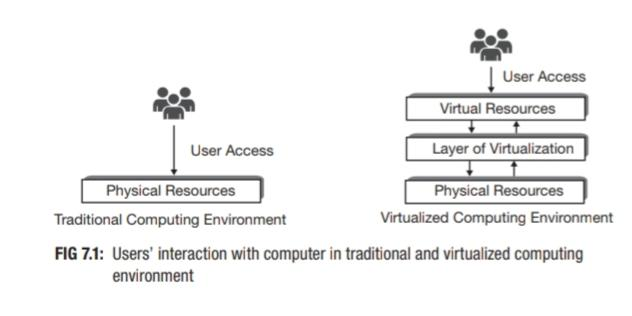 User Access
Physical Resources
Traditional Computing Environment
User Access
Virtual Resources
Layer of Virtualization
Physical Resources
Virtualized Computing Environment
FIG 7.1: Users' interaction with computer in traditional and virtualized computing
environment